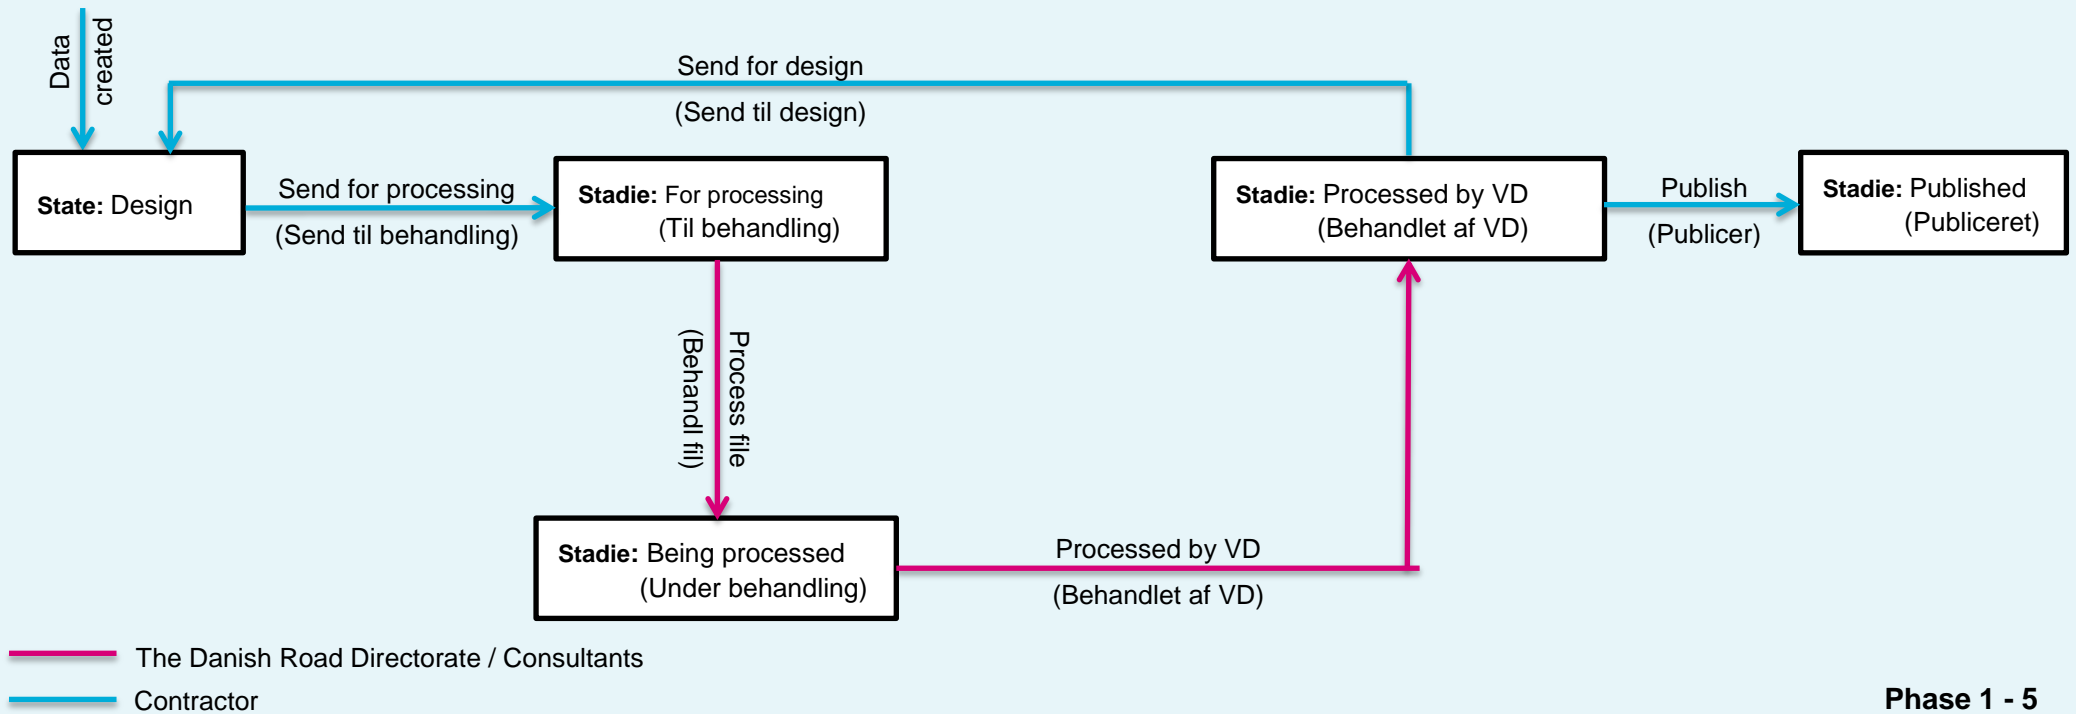 Data
created
Send for design
(Send til design)
State: Design
Send for processing
(Send til behandling)
Stadie: For processing
(Til behandling)
Stadie: Processed by VD
(Behandlet af VD)
Publish
(Publicer)
Stadie: Published
(Publiceret)
Process file
(Behandl fil)
Stadie: Being processed
(Under behandling)
Processed by VD
(Behandlet af VD)
The Danish Road Directorate / Consultants
Contractor
Phase 1 - 5